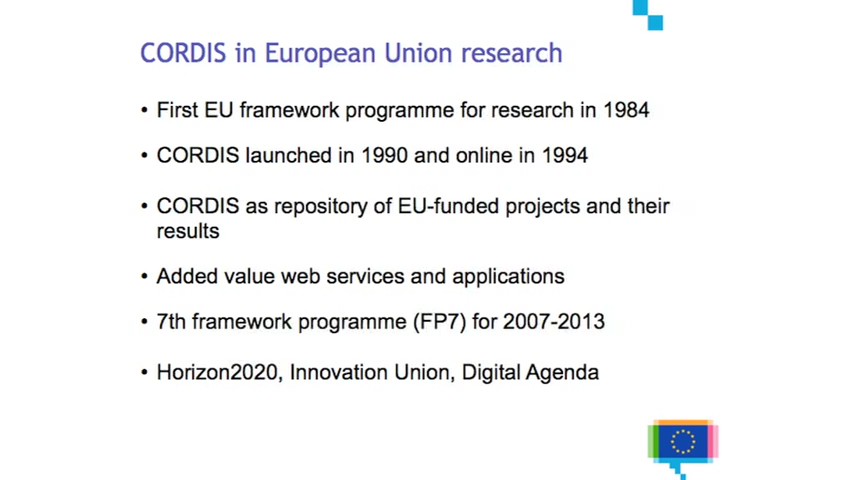 CORDIS in European Union research
• First EU framework programme for research in 1984
• CORDIS launched in 1990 and online in 1994
• CORDIS as repository of EU-funded projects and their
results
• Added value web services and applications
• 7th framework programme (FP7) for 2007-2013
• Horizon2020, Innovation Union, Digital Agenda